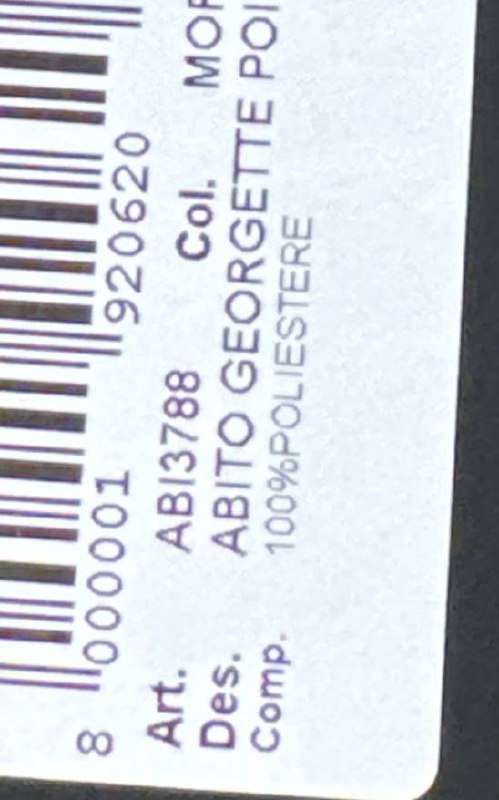 8 000001 920620
Art. ABI3788 Col.
Des. ABITO GEORGETTE
Comp. 100%POLIESTERE